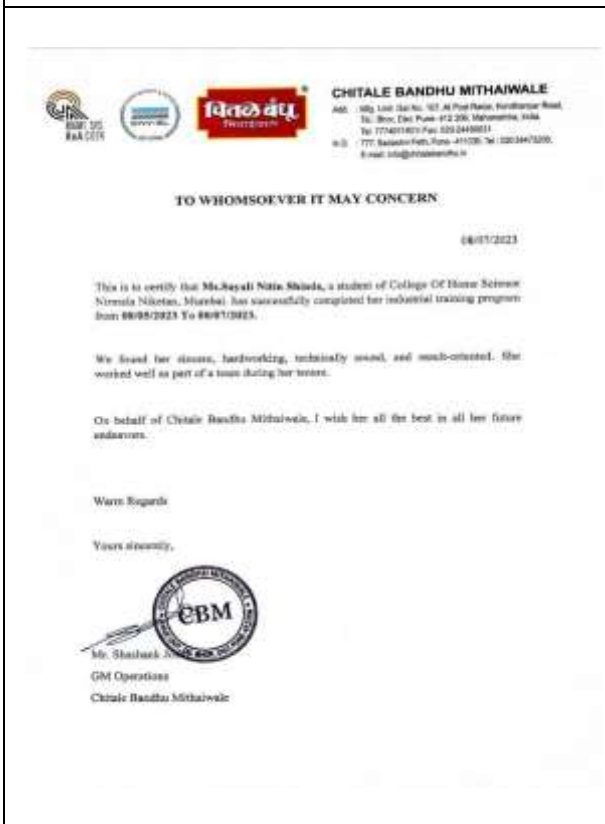 चितळे बंधू
मिठाईवाले
CHITALE BANDHU MITHAIWALE
TO WHOMSOEVER IT MAY CONCERN
08/07/2023
This is to certify that Ms.Sayali Nitin Shinde, a student of College Of Home Science
Nirmala Niketan, Mumbai. has successfully completed her industrial training program
from 08/05/2023 To 08/07/2023.
We found her sincere, hardworking, technically sound, and result-oriented. She
worked well as part of a team during her tenure.
On behalf of Chitale Bandhu Mithaiwale, I wish her all the best in all her future
endeavors.
Warm Regards
Yours sincerely,
CBM
Mr. Shashank
GM Operations
Chitale Bandhu Mithaiwale